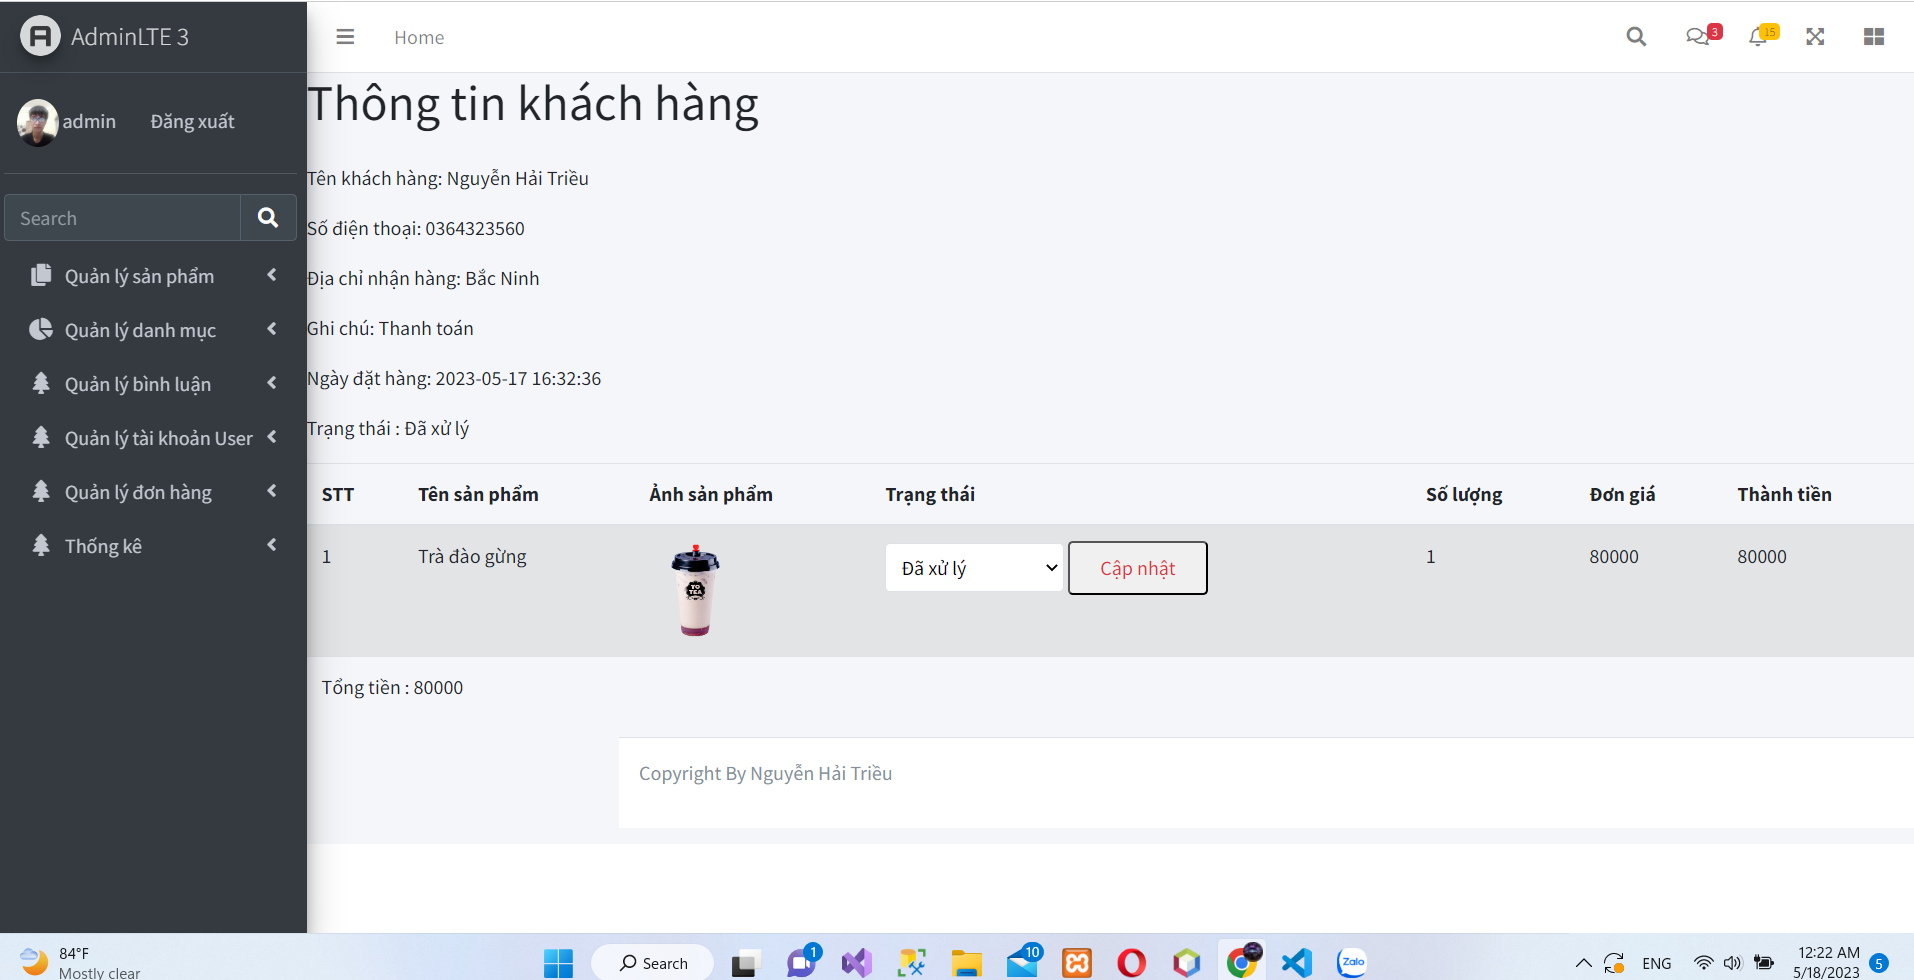 AdminLTE 3
Home
3
15
admin
Đăng xuất
Search
Quản lý sản phẩm
Quản lý danh mục
Quản lý bình luận
Quản lý tài khoản User
Quản lý đơn hàng
Thống kê
Thông tin khách hàng
Tên khách hàng: Nguyễn Hải Triều
Số điện thoại: 0364323560
Địa chỉ nhận hàng: Bắc Ninh
Ghi chú: Thanh toán
Ngày đặt hàng: 2023-05-17 16:32:36
Trạng thái : Đã xử lý
STT Tên sản phẩm Ảnh sản phẩm Trạng thái Số lượng Đơn giá Thành tiền
1 Trà đào gừng YO TEA Đã xử lý Cập nhật 1 80000 80000
Tổng tiền : 80000
Copyright By Nguyễn Hải Triều
84°F
Mostly clear
Search
1
10
Zalo
ENG
12:22 AM
5/18/2023
5